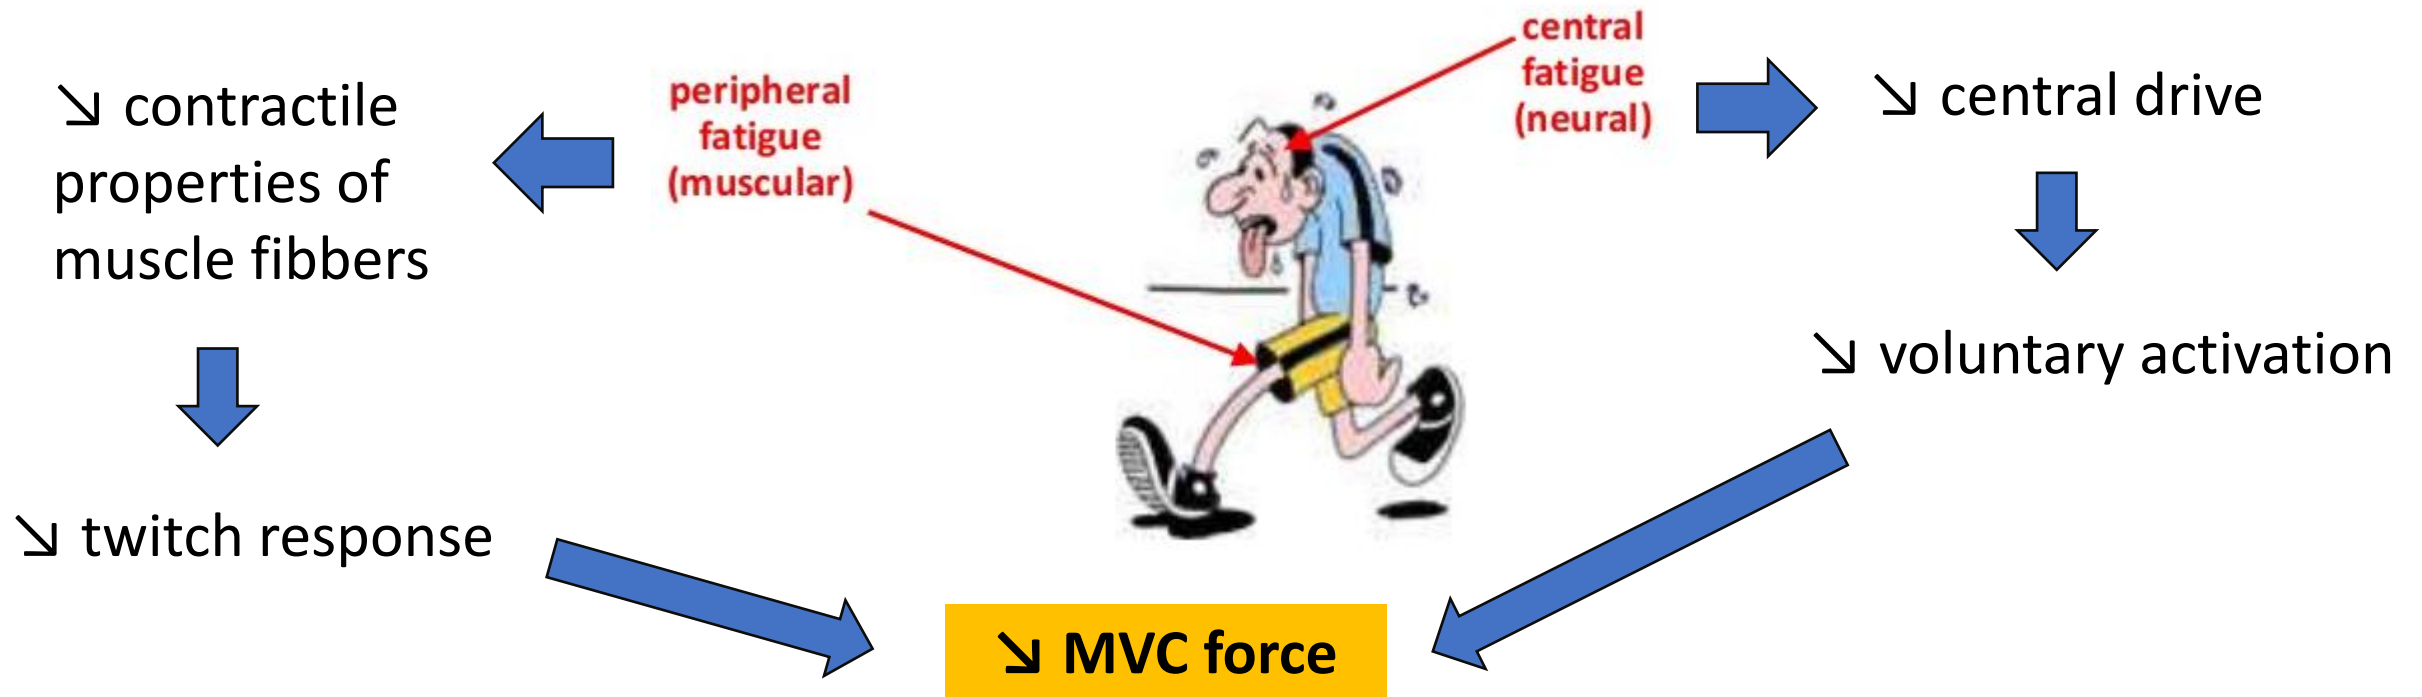 ↘ contractile
properties of
muscle fibbers
↘ twitch response
peripheral
fatigue
(muscular)
central
fatigue
(neural)
↘ central drive
↘ voluntary activation
↘ MVC force